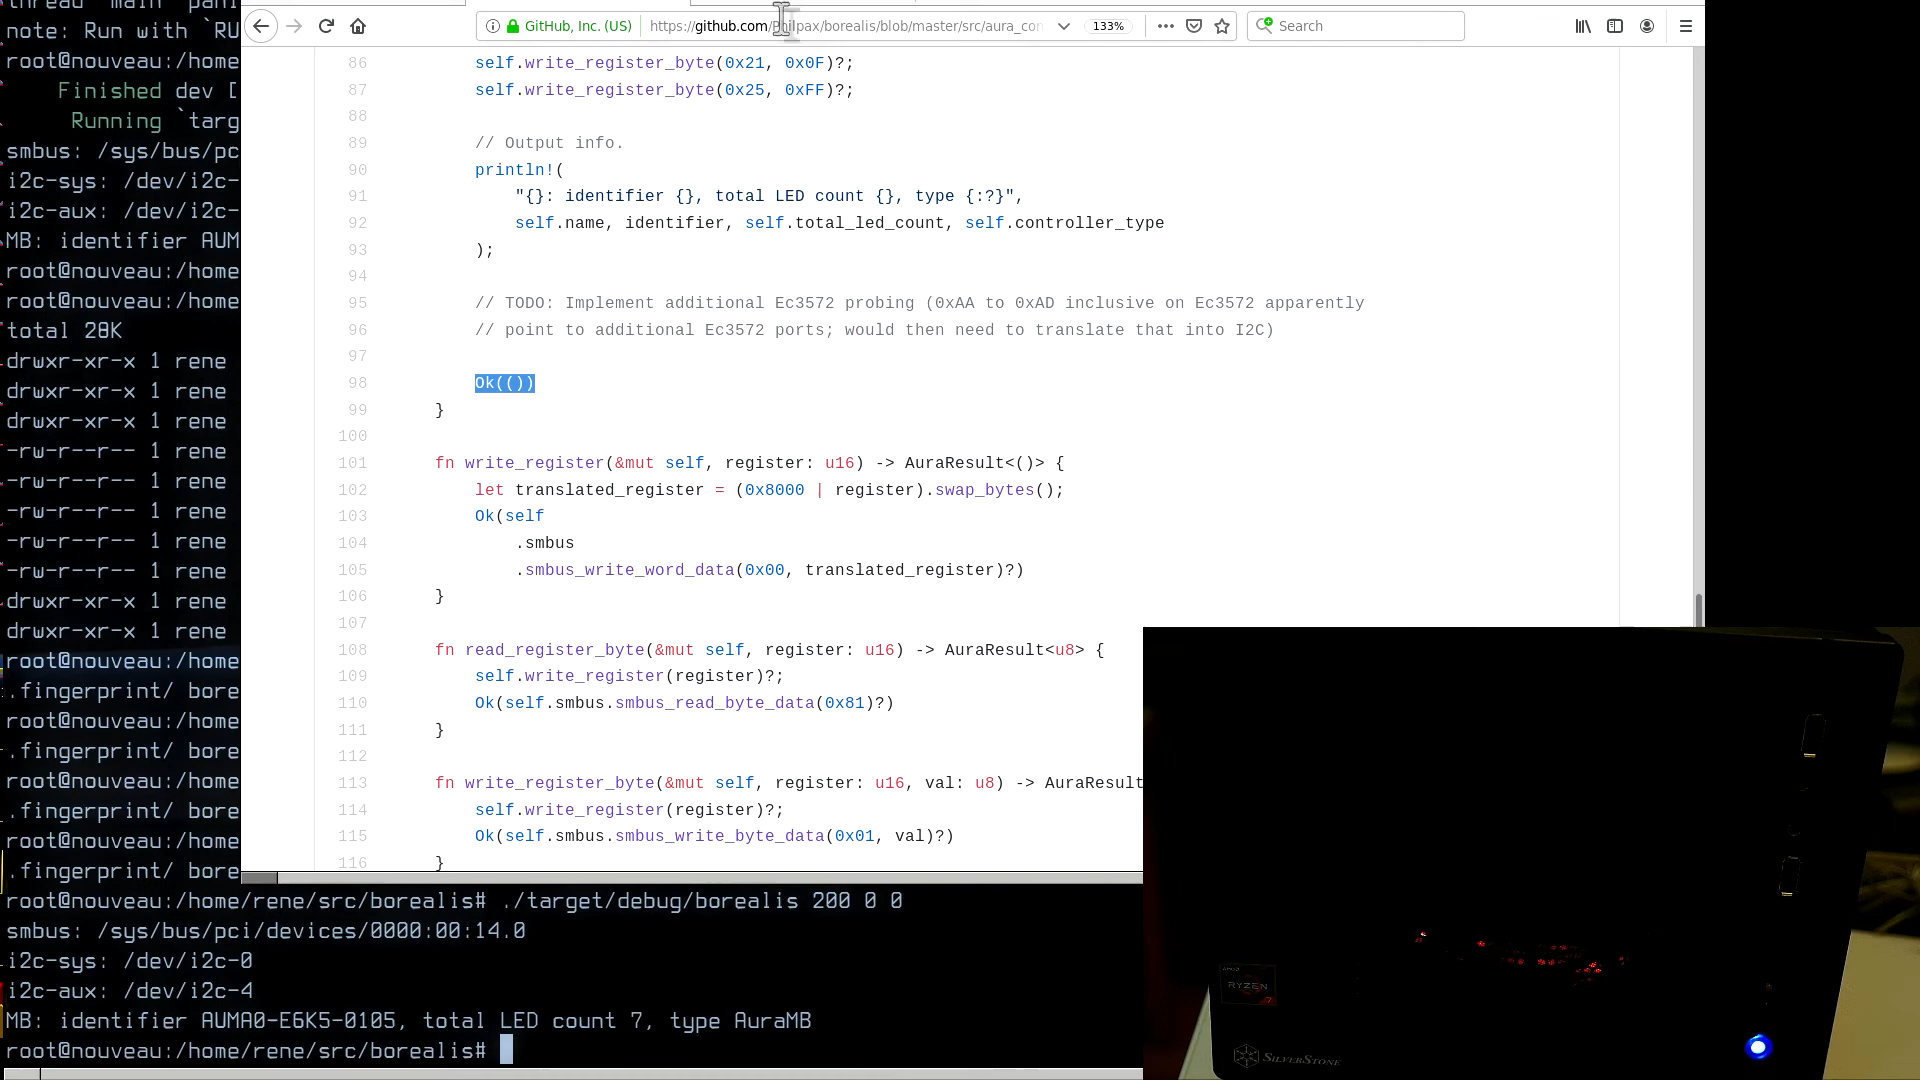 thread 'main' pani
note: Run with `RU
root@nouveau:/home
Finished dev [
Running `targ
smbus: /sys/bus/pc
i2c-sys: /dev/i2c-
i2c-aux: /dev/i2c-
MB: identifier AUM
root@nouveau:/home
root@nouveau:/home
total 28K
drwxr-xr-x 1 rene
drwxr-xr-x 1 rene
drwxr-xr-x 1 rene
-rw-r--r-- 1 rene
-rw-r--r-- 1 rene
-rw-r--r-- 1 rene
-rw-r--r-- 1 rene
-rw-r--r-- 1 rene
drwxr-xr-x 1 rene
drwxr-xr-x 1 rene
root@nouveau:/home
.fingerprint/ bore
root@nouveau:/home
.fingerprint/ bore
root@nouveau:/home
.fingerprint/ bore
root@nouveau:/home
.fingerprint/ bore
root@nouveau:/home/rene/src/borealis# ./target/debug/borealis 200 0 0
smbus: /sys/bus/pci/devices/0000:00:14.0
i2c-sys: /dev/i2c-0
i2c-aux: /dev/i2c-4
MB: identifier AUMA0-E6K5-0105, total LED count 7, type AuraMB
root@nouveau:/home/rene/src/borealis#
GitHub, Inc. (US) https://github.com/Philpax/borealis/blob/master/src/aura_con 133% Search
86 self.write_register_byte(0x21, 0x0F)?;
87 self.write_register_byte(0x25, 0xFF)?;
88
89 // Output info.
90 println!(
91 "{}: identifier {}, total LED count {}, type {:?}",
92 self.name, identifier, self.total_led_count, self.controller_type
93 );
94
95 // TODO: Implement additional Ec3572 probing (0xAA to 0xAD inclusive on Ec3572 apparently
96 // point to additional Ec3572 ports; would then need to translate that into I2C)
97
98 Ok(())
99 }
100
101 fn write_register(&mut self, register: u16) -> AuraResult<()> {
102 let translated_register = (0x8000 | register).swap_bytes();
103 Ok(self
104 .smbus
105 .smbus_write_word_data(0x00, translated_register)?)
106 }
107
108 fn read_register_byte(&mut self, register: u16) -> AuraResult<u8> {
109 self.write_register(register)?;
110 Ok(self.smbus.smbus_read_byte_data(0x81)?)
111 }
112
113 fn write_register_byte(&mut self, register: u16, val: u8) -> AuraResult
114 self.write_register(register)?;
115 Ok(self.smbus.smbus_write_byte_data(0x01, val)?)
116 }
AMD
RYZEN
7
SILVERSTONE